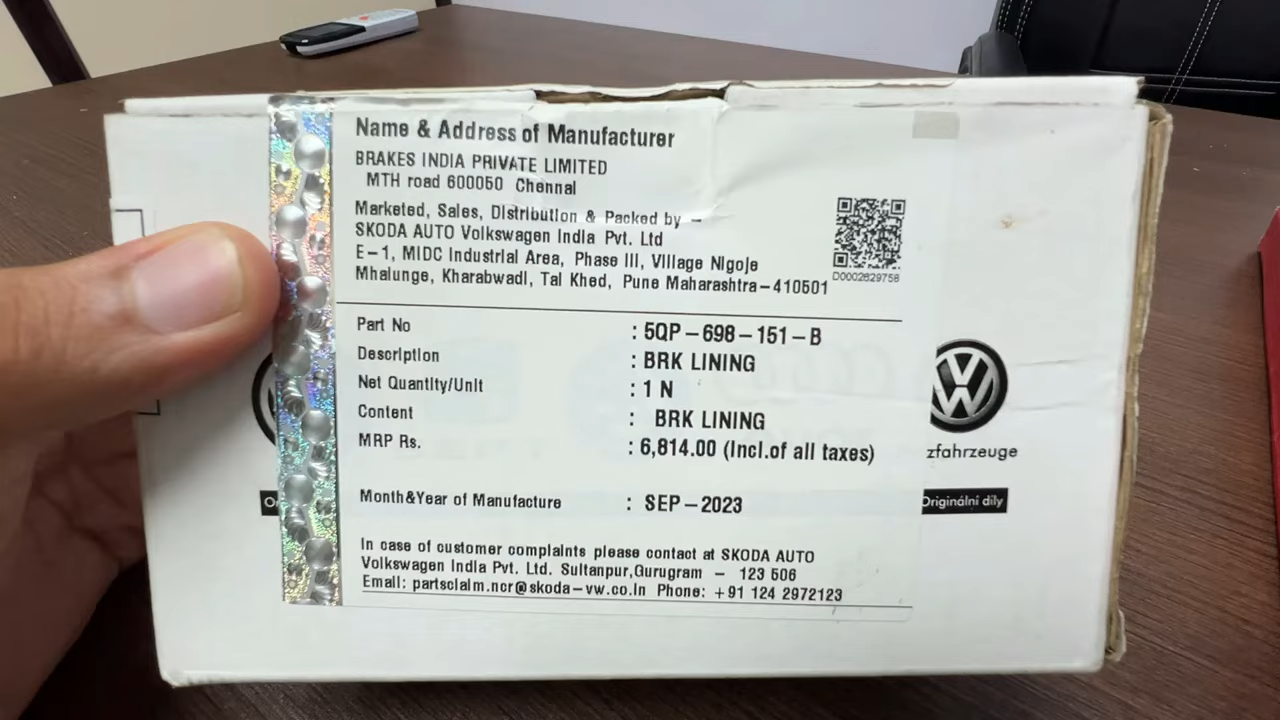 Name & Address of Manufacturer
BRAKES INDIA PRIVATE LIMITED
MTH road 600050 Chennai
Marketed, Sales, Distribution & Packed by –
SKODA AUTO Volkswagen India Pvt. Ltd
E-1, MIDC Industrial Area, Phase III, Village Nigoje
Mhalunge, Kharabwadi, Tal Khed, Pune Maharashtra-410501
D0002629758
Part No : 5QP-698-151-B
Description : BRK LINING
Net Quantity/Unit : 1 N
Content : BRK LINING
MRP Rs. : 6,814.00 (Incl.of all taxes)
Month&Year of Manufacture : SEP-2023
In case of customer complaints please contact at SKODA AUTO
Volkswagen India Pvt. Ltd. Sultanpur,Gurugram – 123 506
Email: partsclaim.ncr@skoda-vw.co.in Phone: +91 124 2972123
VW
zfahrzeuge
Or
Originální díly